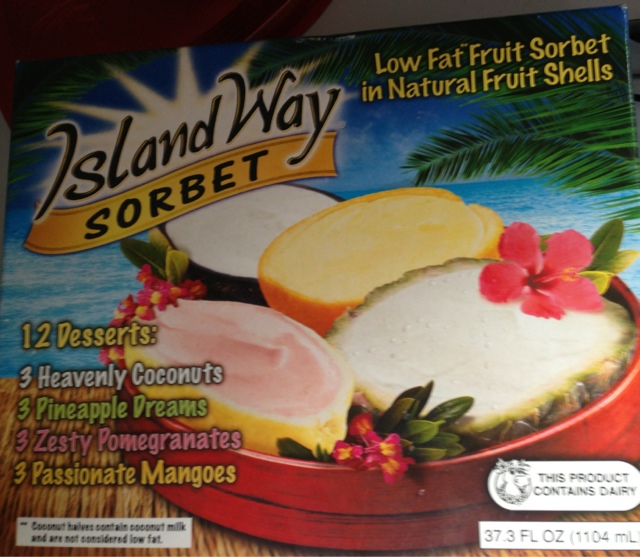 Low Fat** Fruit Sorbet
in Natural Fruit Shells
Island Way
SORBET
12 Desserts:
3 Heavenly Coconuts
3 Pineapple Dreams
3 Zesty Pomegranates
3 Passionate Mangoes
** Coconut halves contain coconut milk
and are not considered low fat.
THIS PRODUCT
CONTAINS DAIRY
37.3 FL OZ (1104 mL)